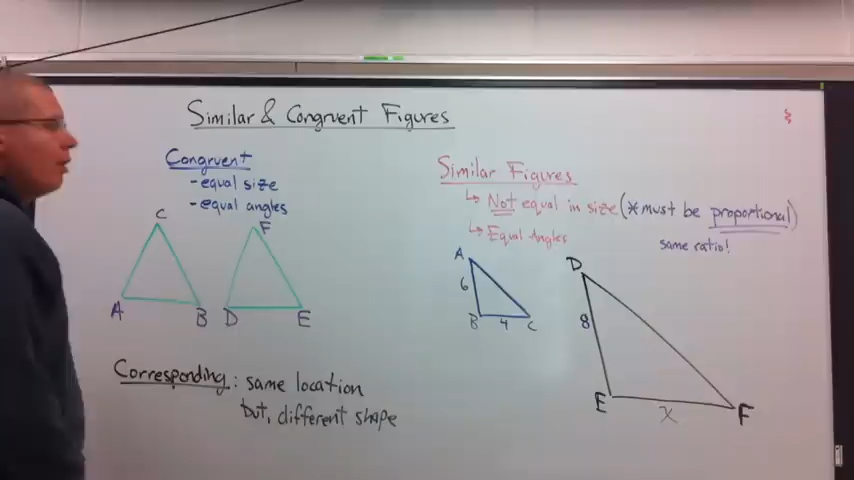 Similar & Congruent Figures
Congruent
- equal size
- equal angles
C
F
A
B
D
E
Corresponding: same location
but, different shape
Similar Figures
↳ Not equal in size (* must be proportional)
↳ Equal Angles
same ratio!
A
6
B
4
C
D
8
E
x
F